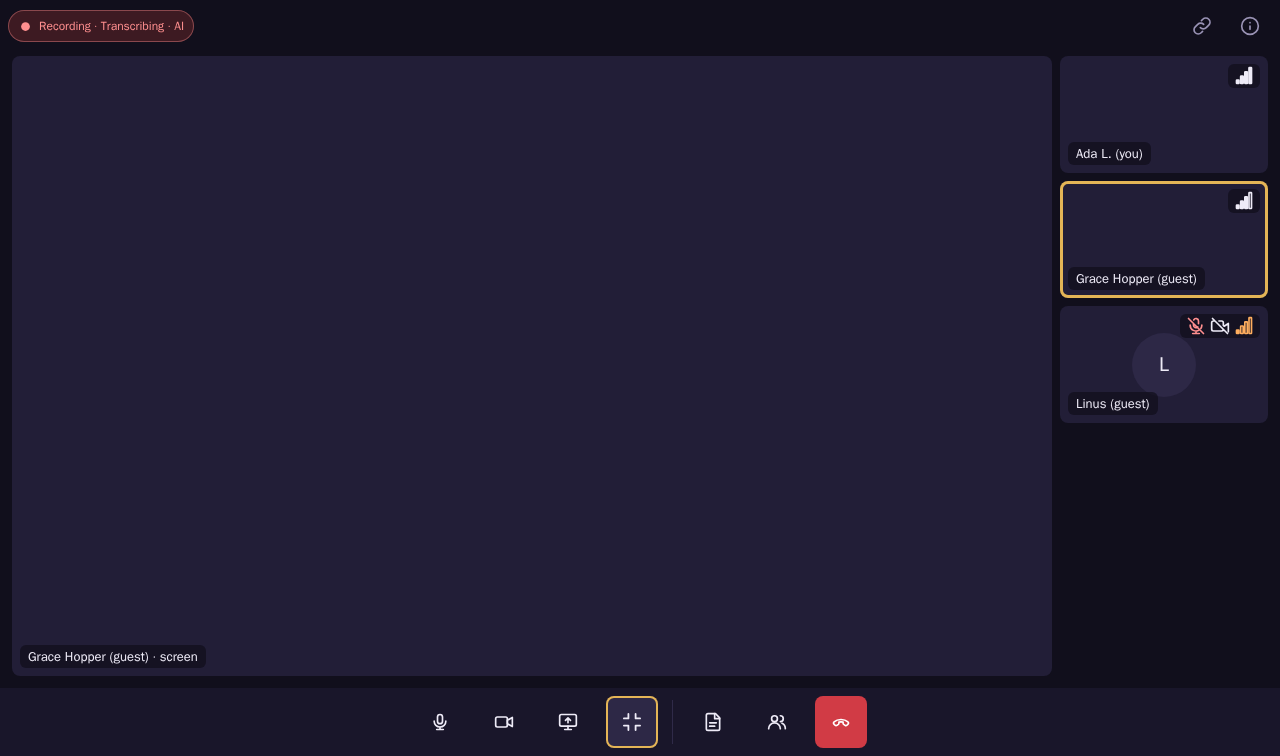 Recording · Transcribing · AI
Ada L. (you)
Grace Hopper (guest)
L
Linus (guest)
Grace Hopper (guest) · screen